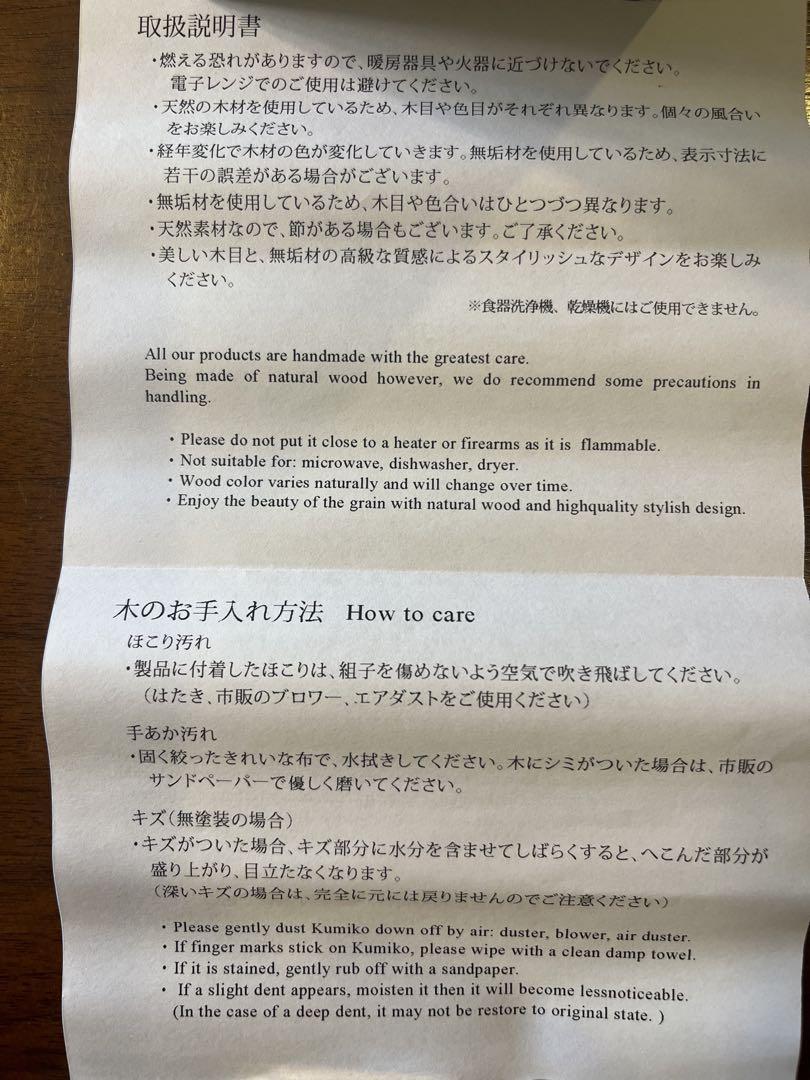 取扱説明書
・燃える恐れがありますので、暖房器具や火器に近づけないでください。
電子レンジでのご使用は避けてください。
・天然の木材を使用しているため、木目や色目がそれぞれ異なります。個々の風合い
をお楽しみください。
・経年変化で木材の色が変化していきます。無垢材を使用しているため、表示寸法に
若干の誤差がある場合がございます。
・無垢材を使用しているため、木目や色合いはひとつづつ異なります。
・天然素材なので、節がある場合もございます。ご了承ください。
・美しい木目と、無垢材の高級な質感によるスタイリッシュなデザインをお楽しみ
ください。
※食器洗浄機、乾燥機にはご使用できません。
All our products are handmade with the greatest care.
Being made of natural wood however, we do recommend some precautions in
handling.
・Please do not put it close to a heater or firearms as it is flammable.
・Not suitable for: microwave, dishwasher, dryer.
・Wood color varies naturally and will change over time.
・Enjoy the beauty of the grain with natural wood and highquality stylish design.
木のお手入れ方法 How to care
ほこり汚れ
・製品に付着したほこりは、組子を傷めないよう空気で吹き飛ばしてください。
（はたき、市販のブロワー、エアダストをご使用ください）
手あか汚れ
・固く絞ったきれいな布で、水拭きしてください。木にシミがついた場合は、市販の
サンドペーパーで優しく磨いてください。
キズ（無塗装の場合）
・キズがついた場合、キズ部分に水分を含ませてしばらくすると、へこんだ部分が
盛り上がり、目立たなくなります。
（深いキズの場合は、完全に元には戻りませんのでご注意ください）
・Please gently dust Kumiko down off by air: duster, blower, air duster.
・If finger marks stick on Kumiko, please wipe with a clean damp towel.
・If it is stained, gently rub off with a sandpaper.
・ If a slight dent appears, moisten it then it will become lessnoticeable.
(In the case of a deep dent, it may not be restore to original state. )